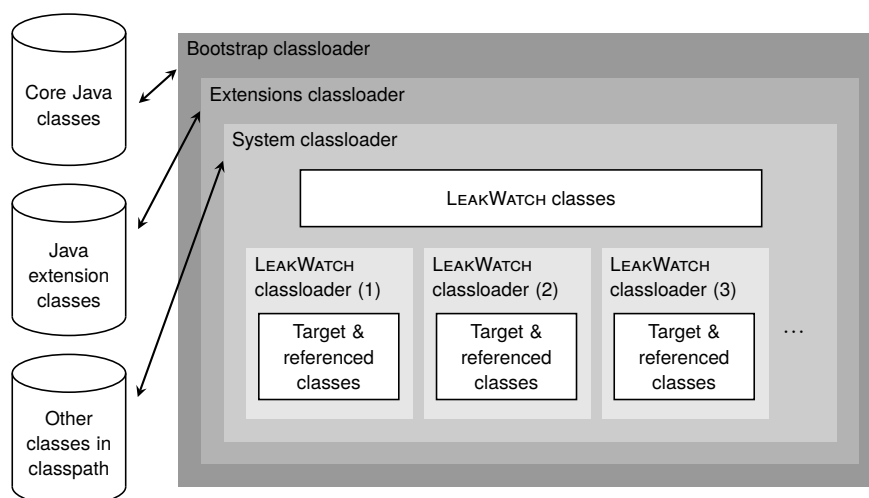 Core Java
classes
Java
extension
classes
Other
classes in
classpath
Bootstrap classloader
Extensions classloader
System classloader
LEAKWATCH classes
LEAKWATCH
classloader (1)
Target &
referenced
classes
LEAKWATCH
classloader (2)
Target &
referenced
classes
LEAKWATCH
classloader (3)
Target &
referenced
classes
...